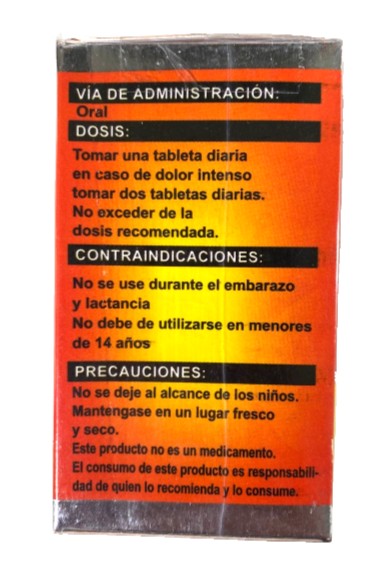 VÍA DE ADMINISTRACIÓN:
Oral
DOSIS:
Tomar una tableta diaria
en caso de dolor intenso
tomar dos tabletas diarias.
No exceder de la
dosis recomendada.
CONTRAINDICACIONES:
No se use durante el embarazo
y lactancia
No debe de utilizarse en menores
de 14 años
PRECAUCIONES:
No se deje al alcance de los niños.
Mantengase en un lugar fresco
y seco.
Este producto no es un medicamento.
El consumo de este producto es responsabili-
dad de quien lo recomienda y lo consume.